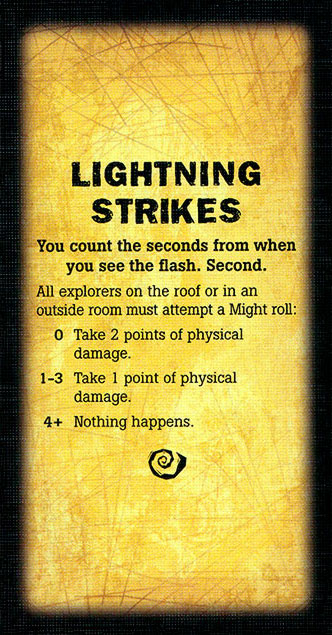 LIGHTNING
STRIKES
You count the seconds from when
you see the flash. Second.
All explorers on the roof or in an
outside room must attempt a Might roll:
0 Take 2 points of physical
damage.
1–3 Take 1 point of physical
damage.
4+ Nothing happens.